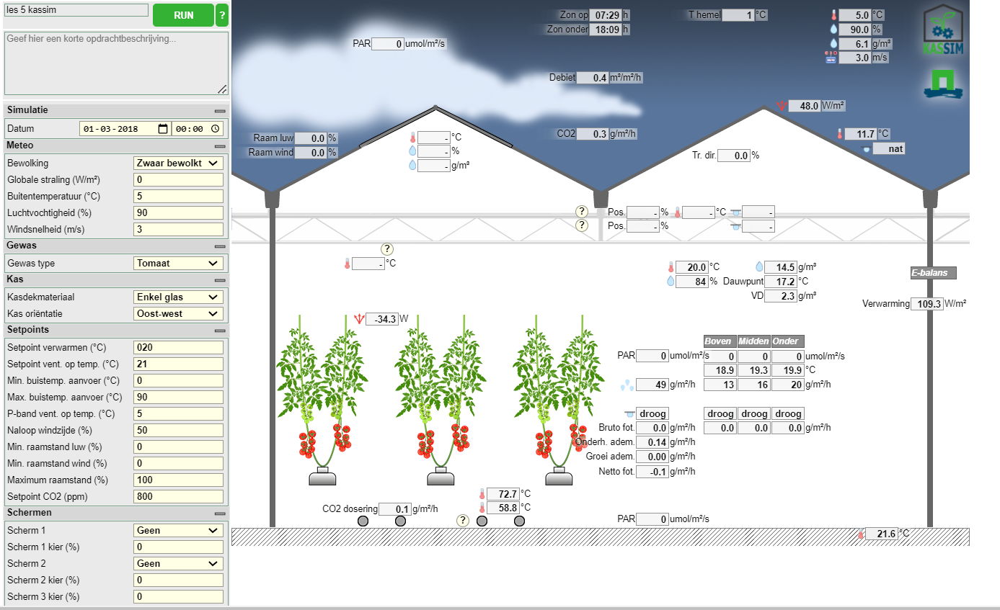 les 5 kassim
RUN
?
Geef hier een korte opdrachtbeschrijving...
Simulatie
Datum 01-03-2018 00:00
Meteo
Bewolking Zwaar bewolkt
Globale straling (W/m²) 0
Buitentemperatuur (°C) 5
Luchtvochtigheid (%) 90
Windsnelheid (m/s) 3
Gewas
Gewas type Tomaat
Kas
Kasdekmateriaal Enkel glas
Kas oriëntatie Oost-west
Setpoints
Setpoint verwarmen (°C) 020
Setpoint vent. op temp. (°C) 21
Min. buistemp. aanvoer (°C) 0
Max. buistemp. aanvoer (°C) 90
P-band vent. op temp. (°C) 5
Naloop windzijde (%) 50
Min. raamstand luw (%) 0
Min. raamstand wind (%) 0
Maximum raamstand (%) 100
Setpoint CO2 (ppm) 800
Schermen
Scherm 1 Geen
Scherm 1 kier (%) 0
Scherm 2 Geen
Scherm 2 kier (%) 0
Scherm 3 kier (%) 0
Zon op 07:29 h
Zon onder 18:09 h
T hemel 1 °C
5.0 °C
90.0 %
6.1 g/m³
3.0 m/s
KASSIM
PAR 0 umol/m²/s
Debiet 0.4 m³/m²/h
48.0 W/m²
Raam luw 0.0 %
Raam wind 0.0 %
- °C
- %
- g/m³
CO2 0.3 g/m²/h
11.7 °C
nat
Tr. dir. 0.0 %
? Pos. - % - °C -
? Pos. - % -
?
- °C
20.0 °C 14.5 g/m³
84 % Dauwpunt 17.2 °C
VD 2.3 g/m³
E-balans
Verwarming 109.3 W/m²
-34.3 W
Boven Midden Onder
PAR 0 umol/m²/s 0 0 0 umol/m²/s
18.9 19.3 19.9 °C
49 g/m²/h 13 16 20 g/m²/h
droog droog droog droog
Bruto fot. 0.0 g/m²/h 0.0 0.0 0.0 g/m²/h
Onderh. adem. 0.14 g/m²/h
Groei adem. 0.00 g/m²/h
Netto fot. -0.1 g/m²/h
72.7 °C
CO2 dosering 0.1 g/m²/h 58.8 °C
?
PAR 0 umol/m²/s
21.6 °C